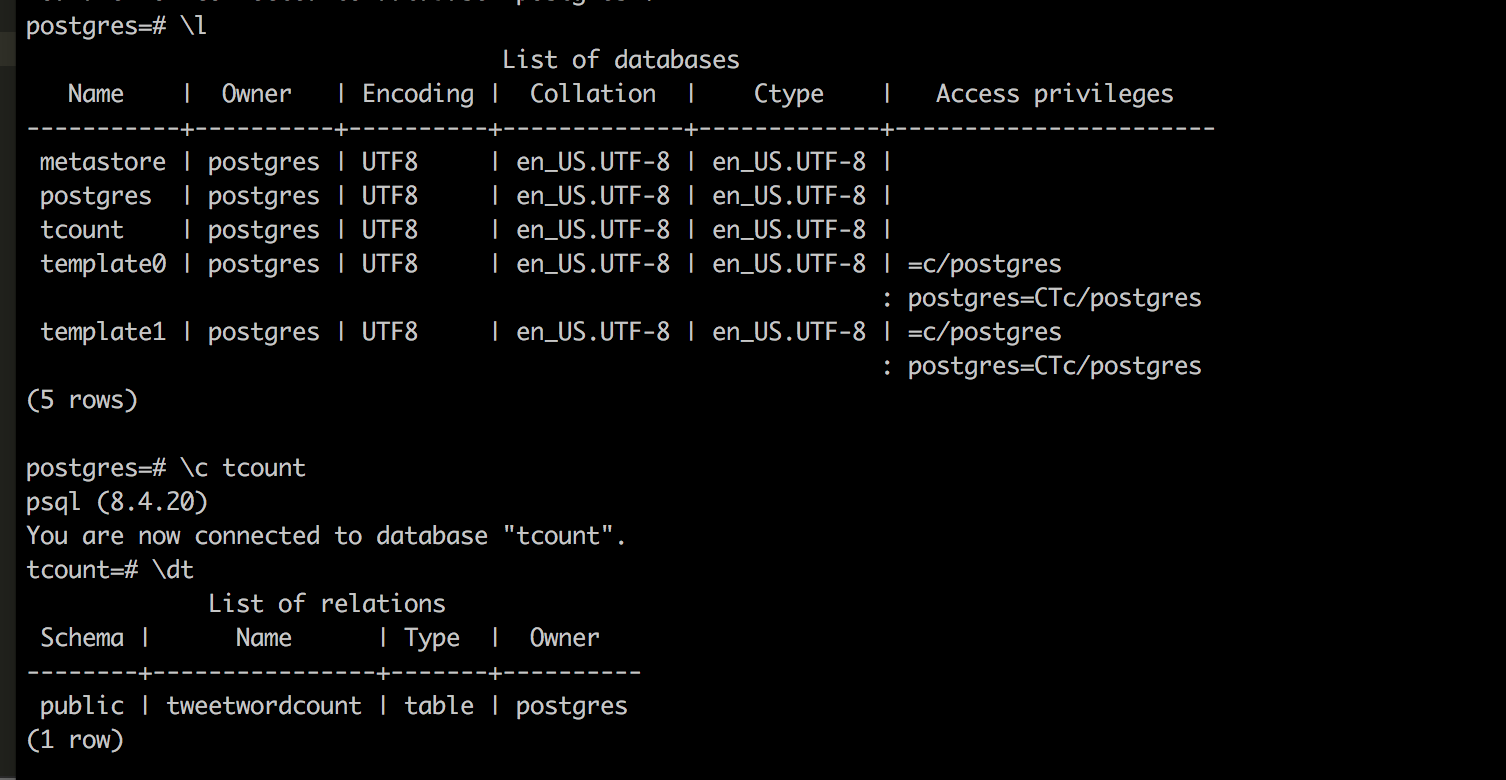 postgres=# \l
List of databases
Name | Owner | Encoding | Collation | Ctype | Access privileges
-----------+----------+----------+-------------+-------------+-----------------------
metastore | postgres | UTF8 | en_US.UTF-8 | en_US.UTF-8 |
postgres | postgres | UTF8 | en_US.UTF-8 | en_US.UTF-8 |
tcount | postgres | UTF8 | en_US.UTF-8 | en_US.UTF-8 |
template0 | postgres | UTF8 | en_US.UTF-8 | en_US.UTF-8 | =c/postgres
: postgres=CTc/postgres
template1 | postgres | UTF8 | en_US.UTF-8 | en_US.UTF-8 | =c/postgres
: postgres=CTc/postgres
(5 rows)
postgres=# \c tcount
psql (8.4.20)
You are now connected to database "tcount".
tcount=# \dt
List of relations
Schema | Name | Type | Owner
--------+----------------+-------+----------
public | tweetwordcount | table | postgres
(1 row)